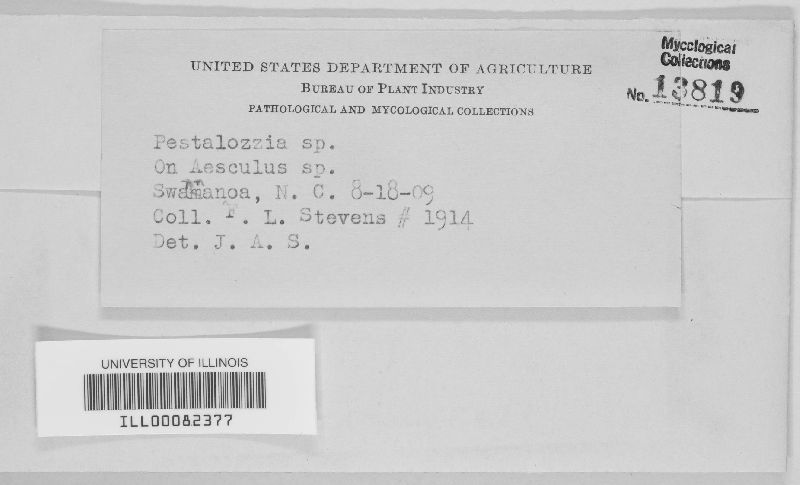 UNITED STATES DEPARTMENT OF AGRICULTURE
BUREAU OF PLANT INDUSTRY
PATHOLOGICAL AND MYCOLOGICAL COLLECTIONS
Mycological
Collections
No. 13819
Pestalozzia sp.
On Aesculus sp.
Swannanoa, N. C. 8-18-09
Coll. F. L. Stevens # 1914
Det. J. A. S.
UNIVERSITY OF ILLINOIS
ILL00082377